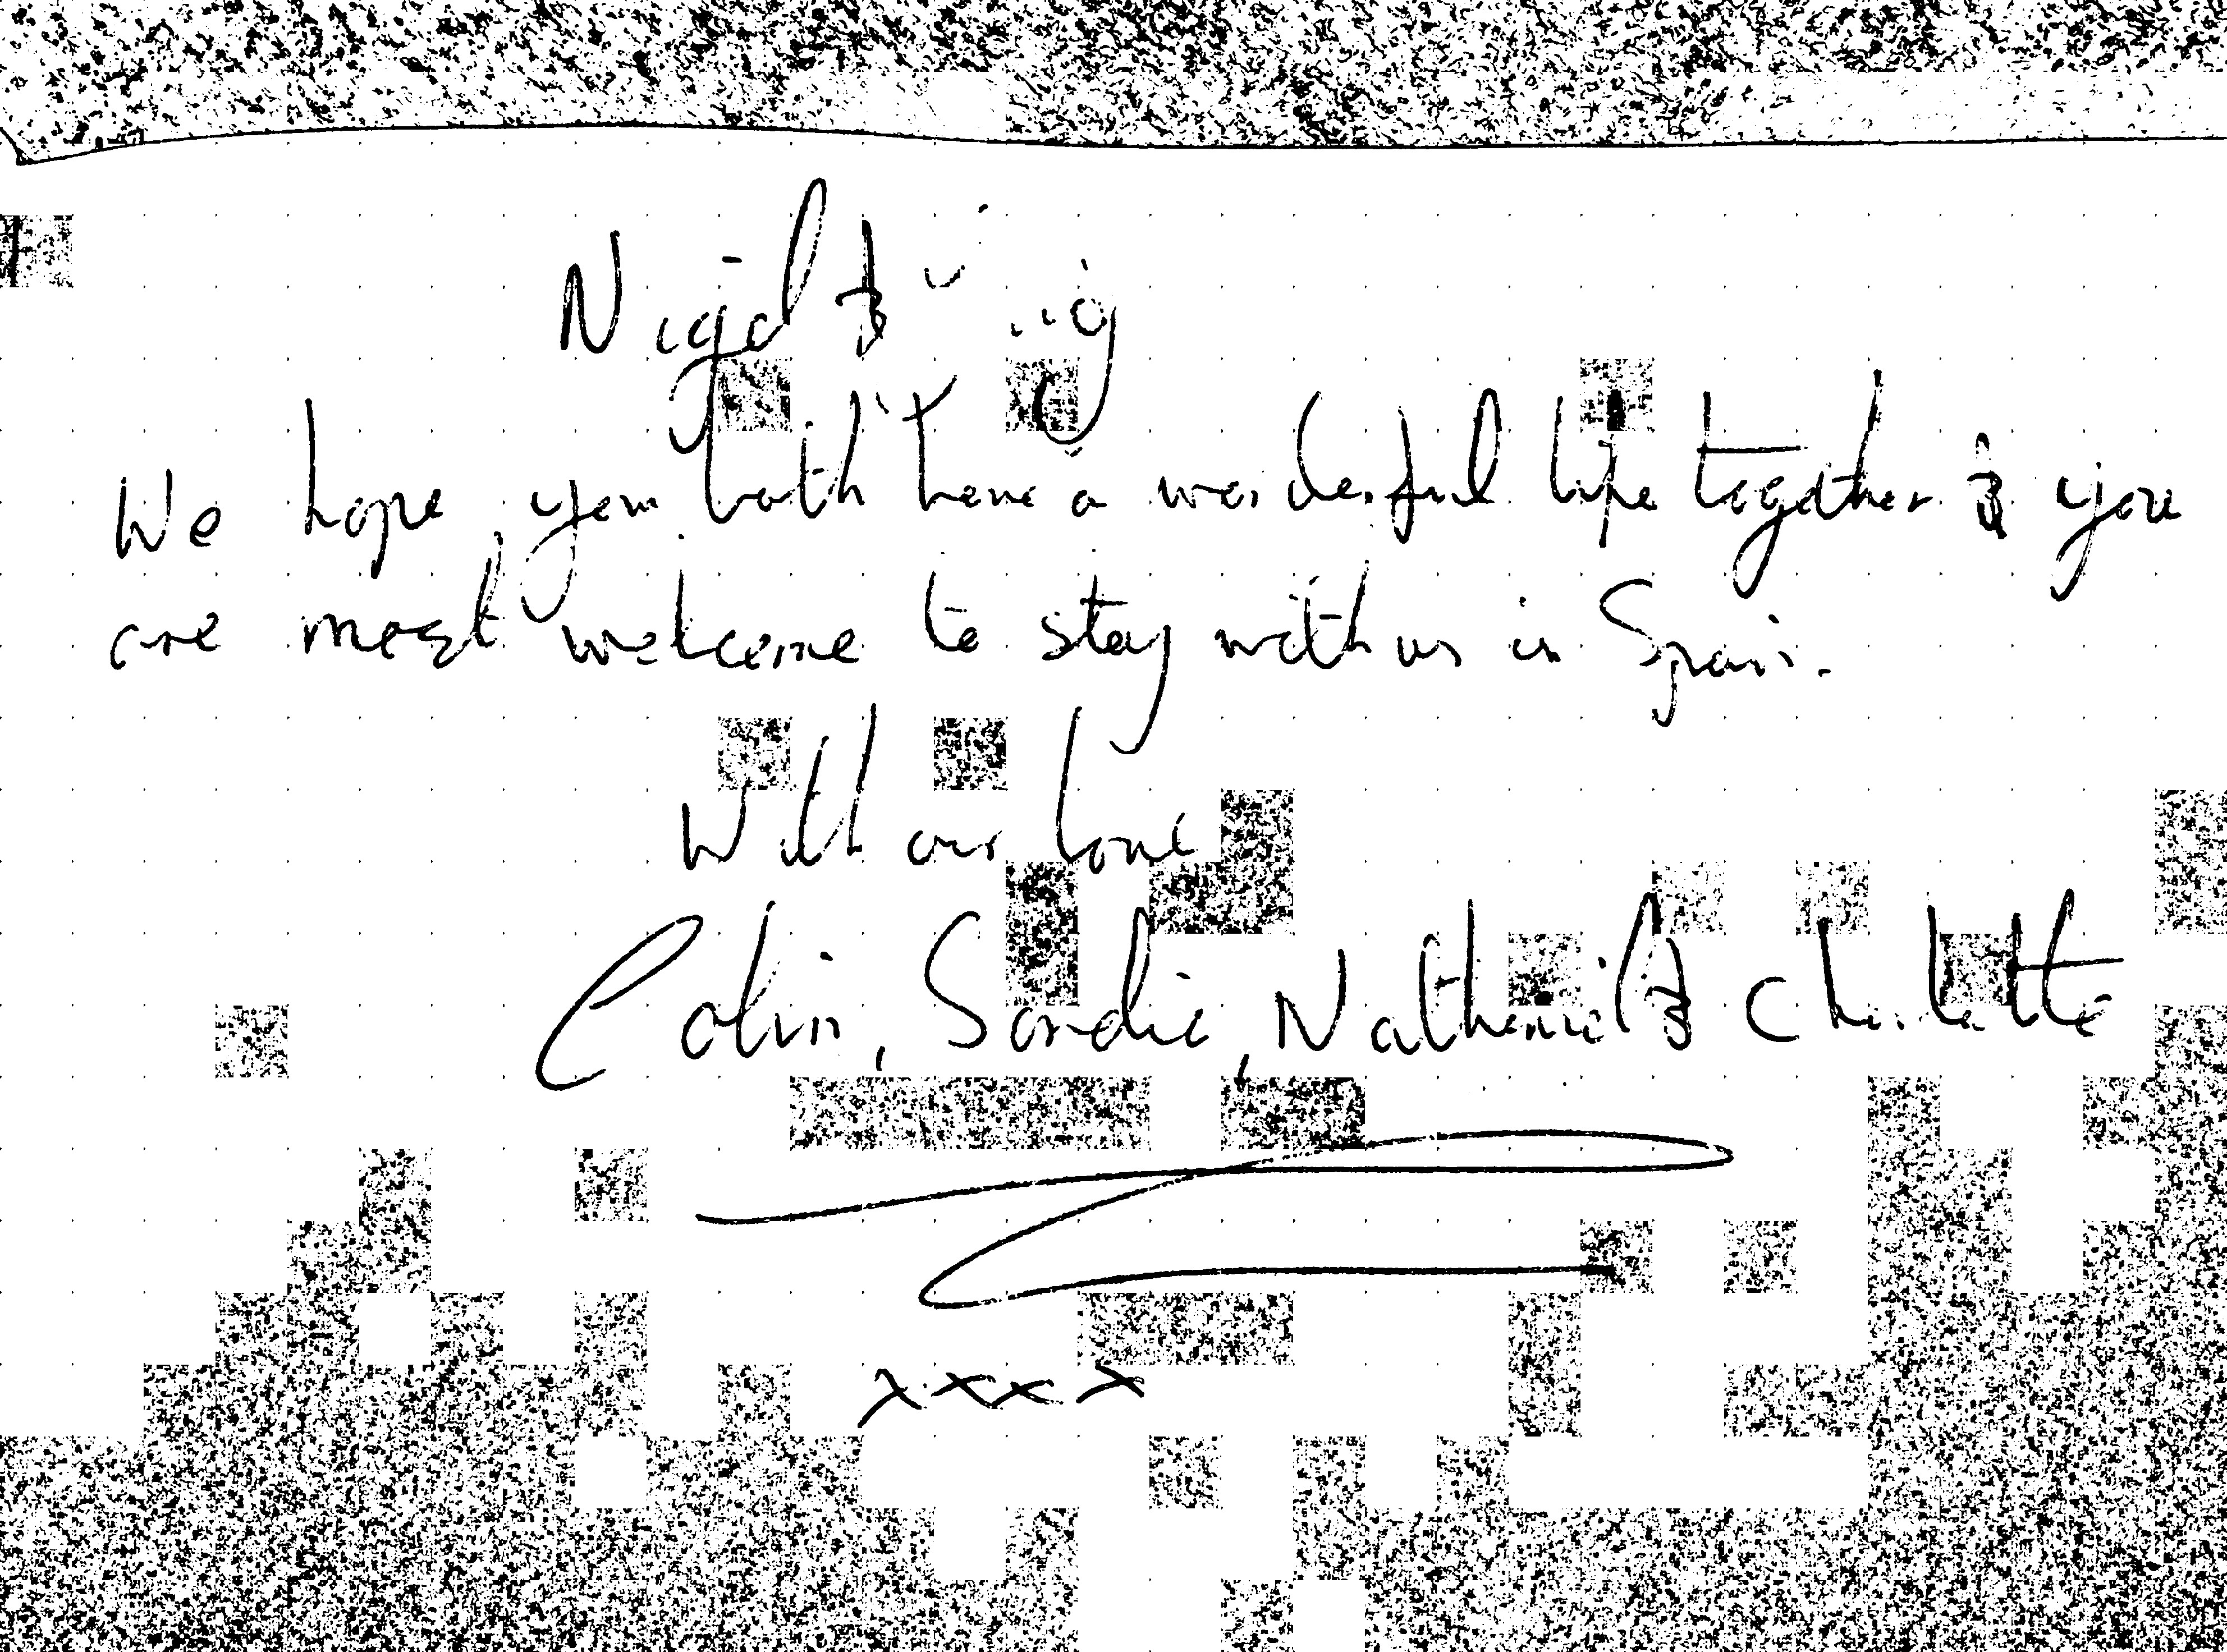 Nigel &
We hope you both have a wonderful life together & you
are most welcome to stay with us in Spain.
With our love
Colin, Sandie, Nathaniel & Charlotte
xxxx